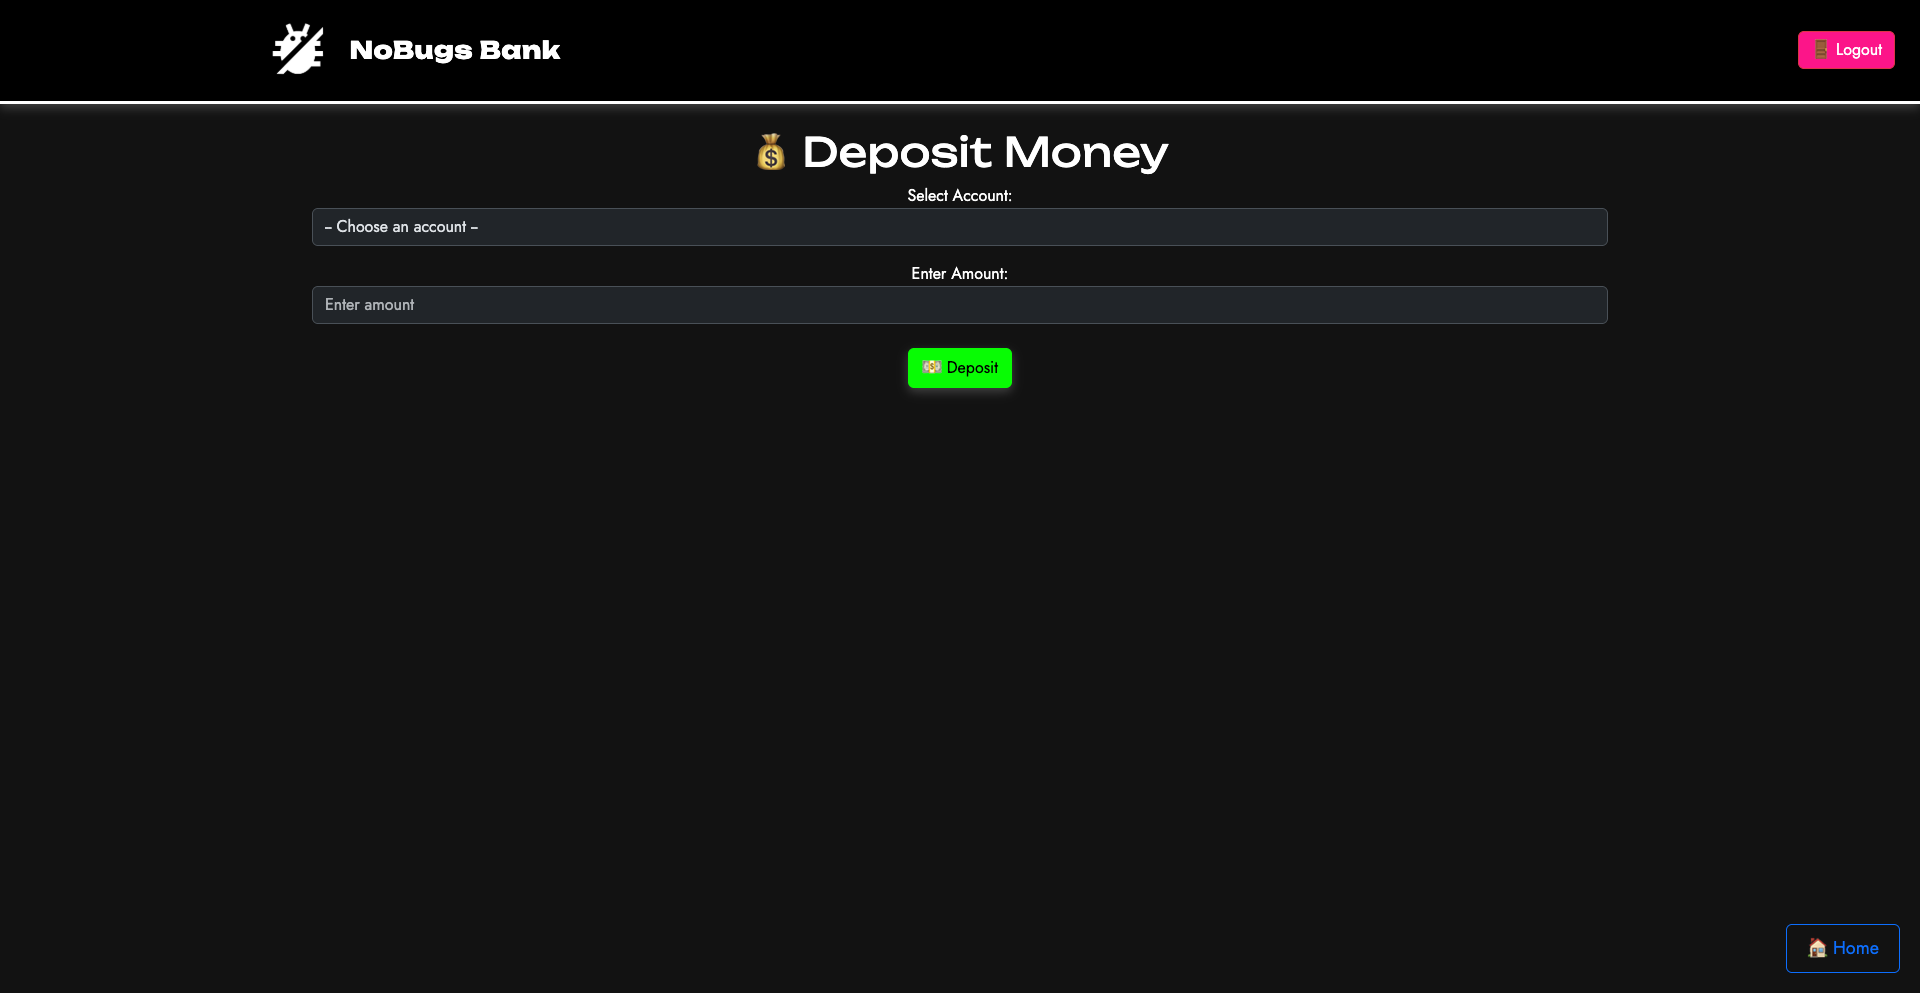 NoBugs Bank
Logout
Deposit Money
Select Account:
-- Choose an account --
Enter Amount:
Enter amount
Deposit
Home